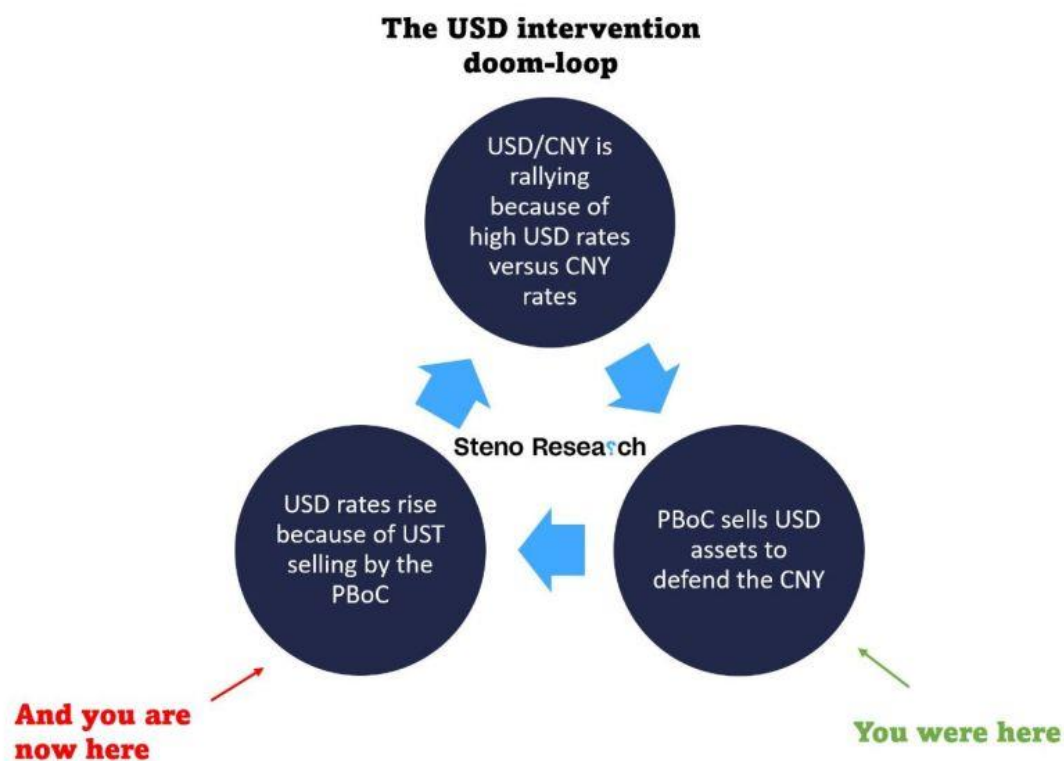 The USD intervention
doom-loop
USD/CNY is
rallying
because of
high USD rates
versus CNY
rates
Steno Research
USD rates rise
because of UST
selling by the
PBoC
PBoC sells USD
assets to
defend the CNY
And you are
now here
You were here